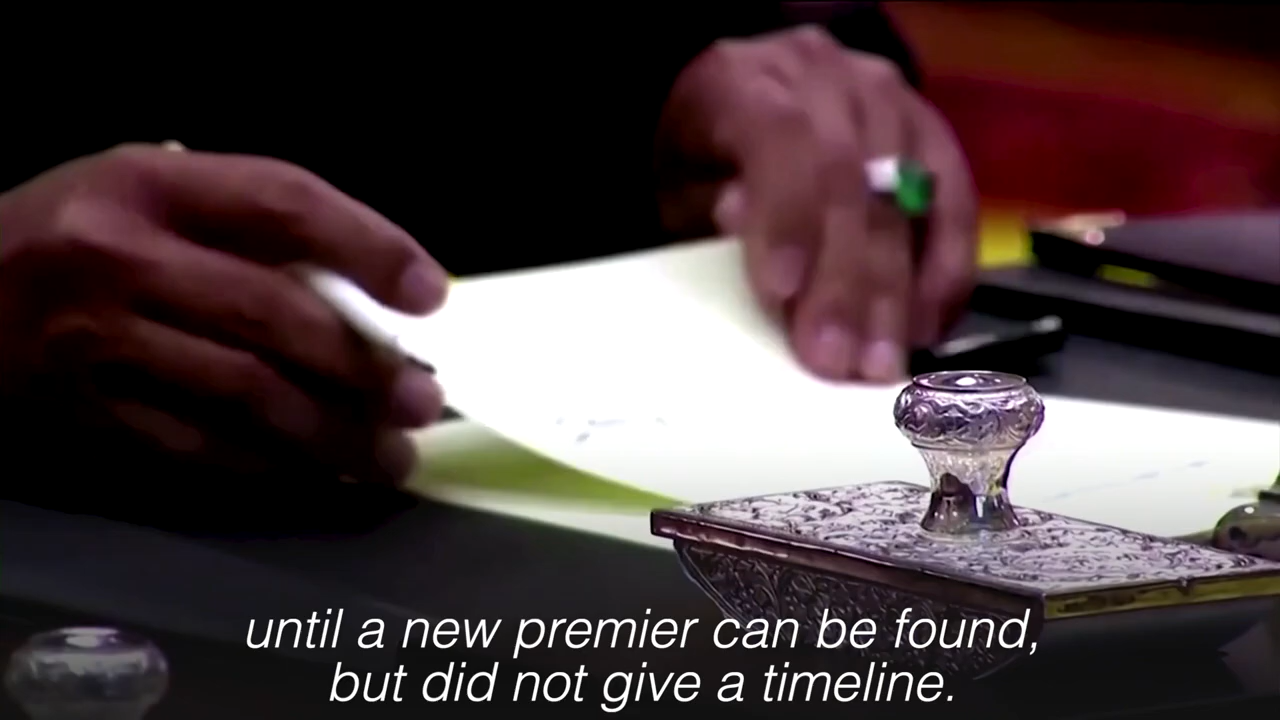 until a new premier can be found,
but did not give a timeline.